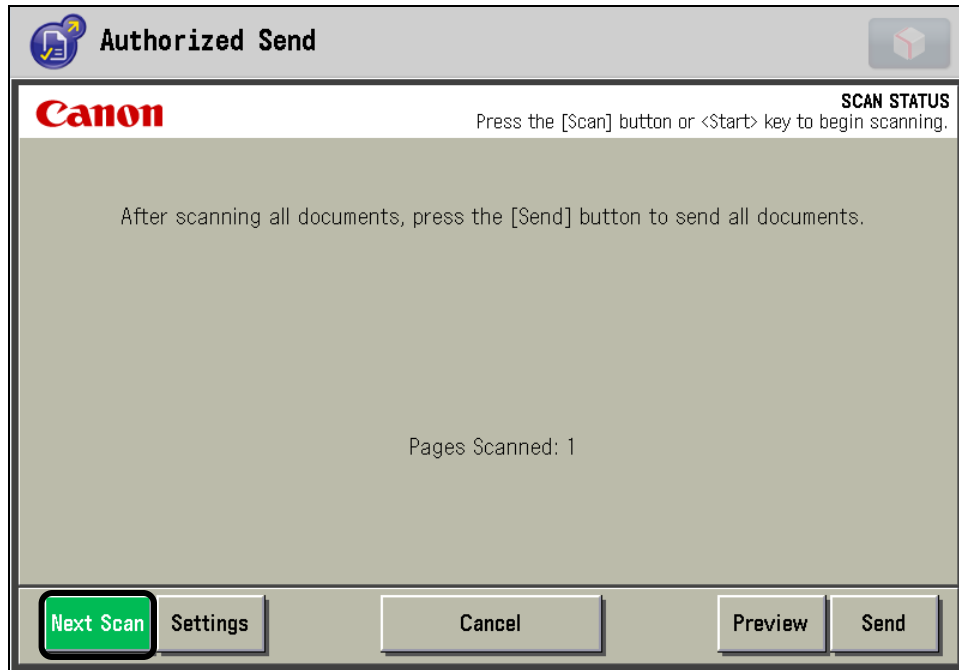 Authorized Send
Canon
SCAN STATUS
Press the [Scan] button or <Start> key to begin scanning.
After scanning all documents, press the [Send] button to send all documents.
Pages Scanned: 1
Next Scan Settings Cancel Preview Send